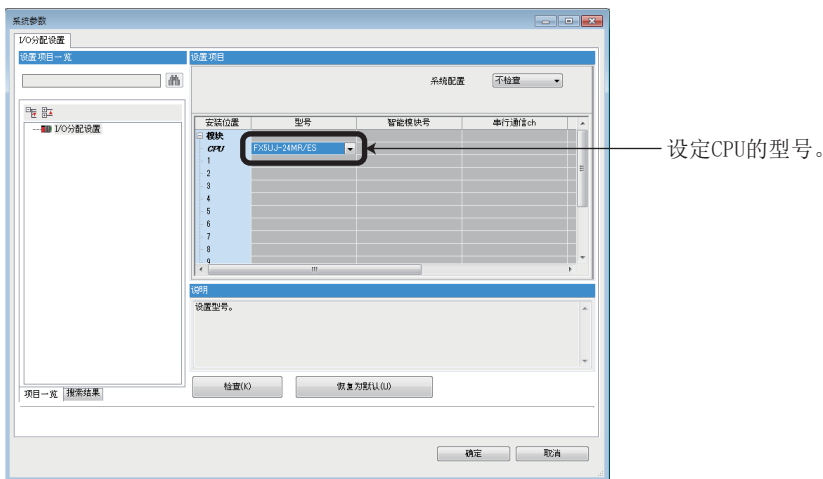 系统参数
I/O分配设置
设置项目一览
设置项目
系统配置 不检查
I/O分配设置
安装位置 型号 智能模块号 串行通信ch
模块
CPU FX5UJ-24MR/ES
设定CPU的型号。
1
2
3
4
5
6
7
8
9
说明
设置型号。
项目一览 搜索结果
检查(K) 恢复为默认(U)
确定 取消